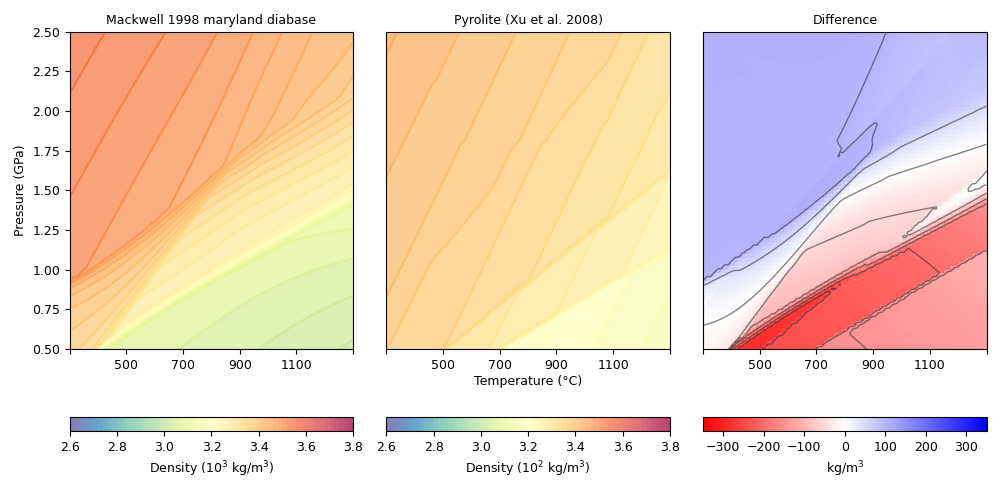 Mackwell 1998 maryland diabase
Pyrolite (Xu et al. 2008)
Difference
2.50
2.25
2.00
1.75
1.50
1.25
1.00
0.75
0.50
Pressure (GPa)
500 700 900 1100
500 700 900 1100
500 700 900 1100
Temperature (°C)
2.6 2.8 3.0 3.2 3.4 3.6 3.8
2.6 2.8 3.0 3.2 3.4 3.6 3.8
−300 −200 −100 0 100 200 300
Density (10³ kg/m³)
Density (10² kg/m³)
kg/m³